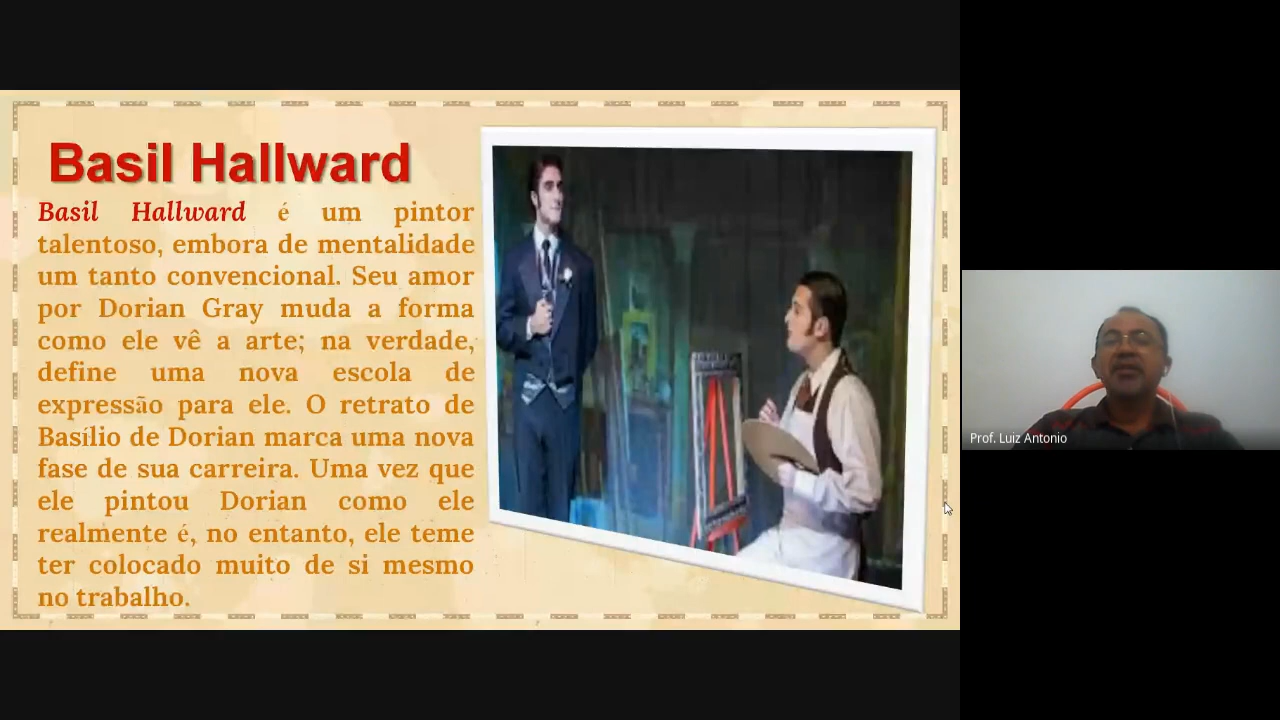 Basil Hallward
Basil Hallward é um pintor
talentoso, embora de mentalidade
um tanto convencional. Seu amor
por Dorian Gray muda a forma
como ele vê a arte; na verdade,
define uma nova escola de
expressão para ele. O retrato de
Basílio de Dorian marca uma nova
fase de sua carreira. Uma vez que
ele pintou Dorian como ele
realmente é, no entanto, ele teme
ter colocado muito de si mesmo
no trabalho.
Prof. Luiz Antonio